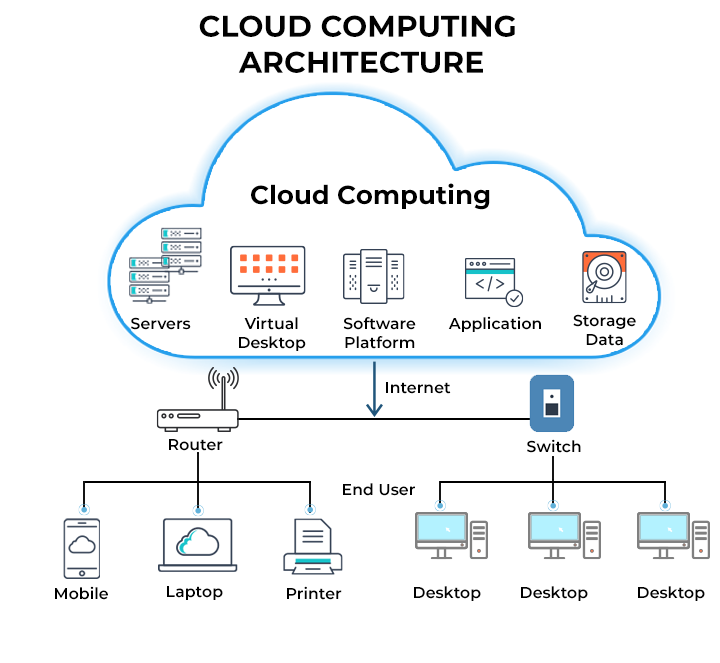 CLOUD COMPUTING
ARCHITECTURE
Cloud Computing
Servers
Virtual
Desktop
Software
Platform
</>
Application
Storage
Data
Internet
Router
Switch
End User
Mobile
Laptop
Printer
Desktop
Desktop
Desktop